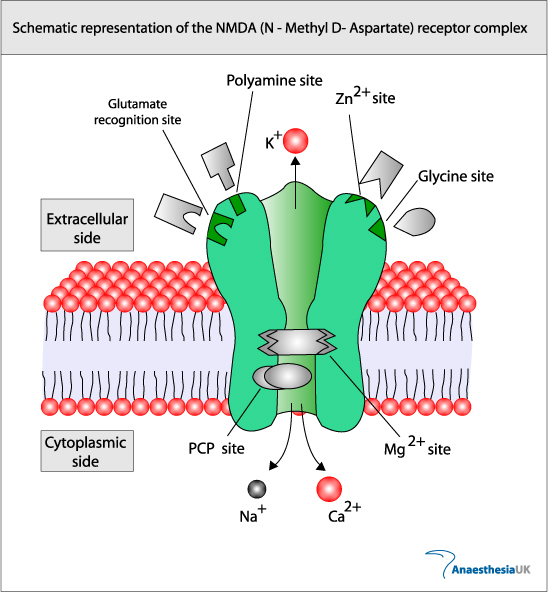 Schematic representation of the NMDA (N - Methyl D- Aspartate) receptor complex
Polyamine site
Glutamate
recognition site
Zn2+ site
K+
Glycine site
Extracellular
side
Cytoplasmic
side
PCP site
Mg2+ site
Na+
Ca2+
AnaesthesiaUK